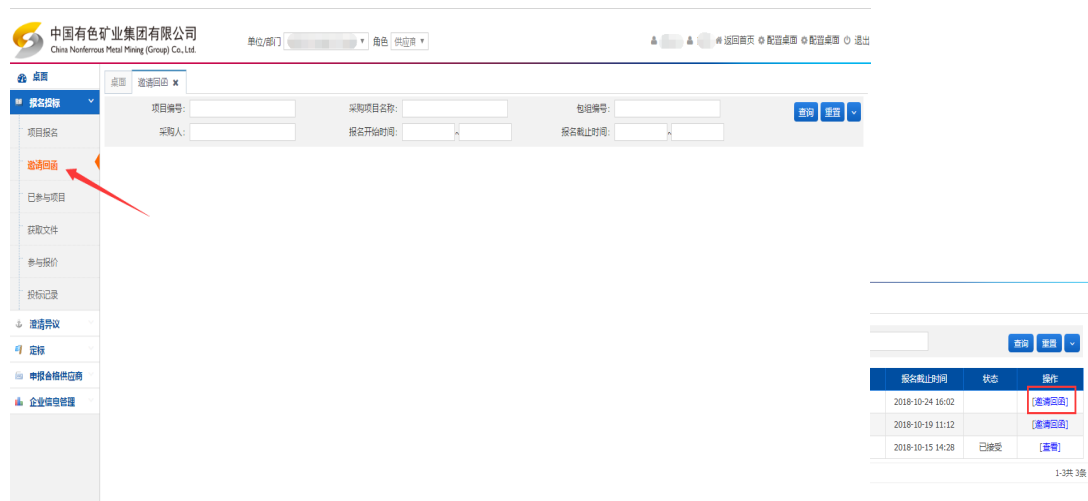 中国有色矿业集团有限公司
China Nonferrous Metal Mining (Group) Co., Ltd.
单位/部门 角色 供应商
返回首页 配置桌面 配置桌面 退出
桌面
报名投标
项目报名
邀请回函
已参与项目
获取文件
参与报价
投标记录
澄清异议
定标
申报合格供应商
企业信息管理
桌面 邀请回函 ×
项目编号: 采购项目名称: 包组编号: 查询 重置
采购人: 报名开始时间: ~ 报名截止时间: ~
查询 重置
报名截止时间 状态 操作
2018-10-24 16:02 [邀请回函]
2018-10-19 11:12 [邀请回函]
2018-10-15 14:28 已接受 [查看]
1-3共 3条